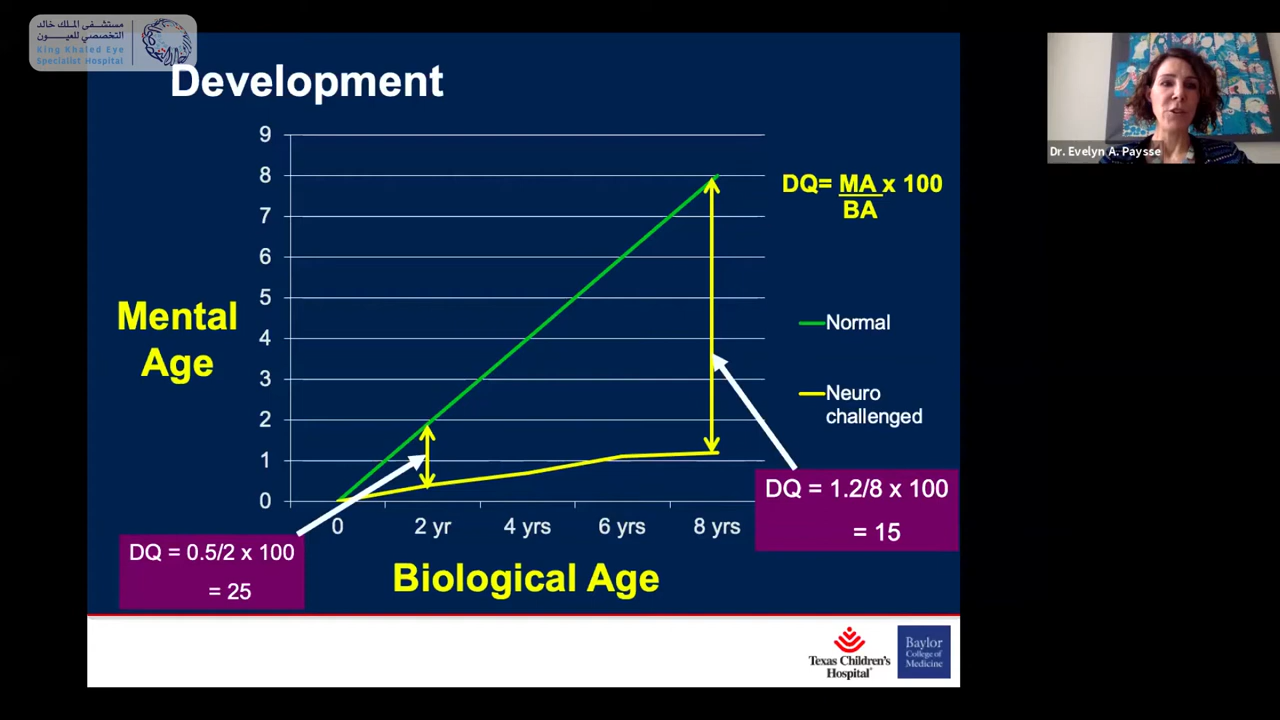 مستشفى الملك خالد
التخصصي للعيون
King Khaled Eye
Specialist Hospital
Development
Dr. Evelyn A. Paysse
9
8
7
6
5
4
3
2
1
0
Mental
Age
DQ= MA x 100
BA
Normal
Neuro
challenged
DQ = 1.2/8 x 100
= 15
0
2 yr
4 yrs
6 yrs
8 yrs
DQ = 0.5/2 x 100
= 25
Biological Age
Texas Children's
Hospital
Baylor
College of
Medicine